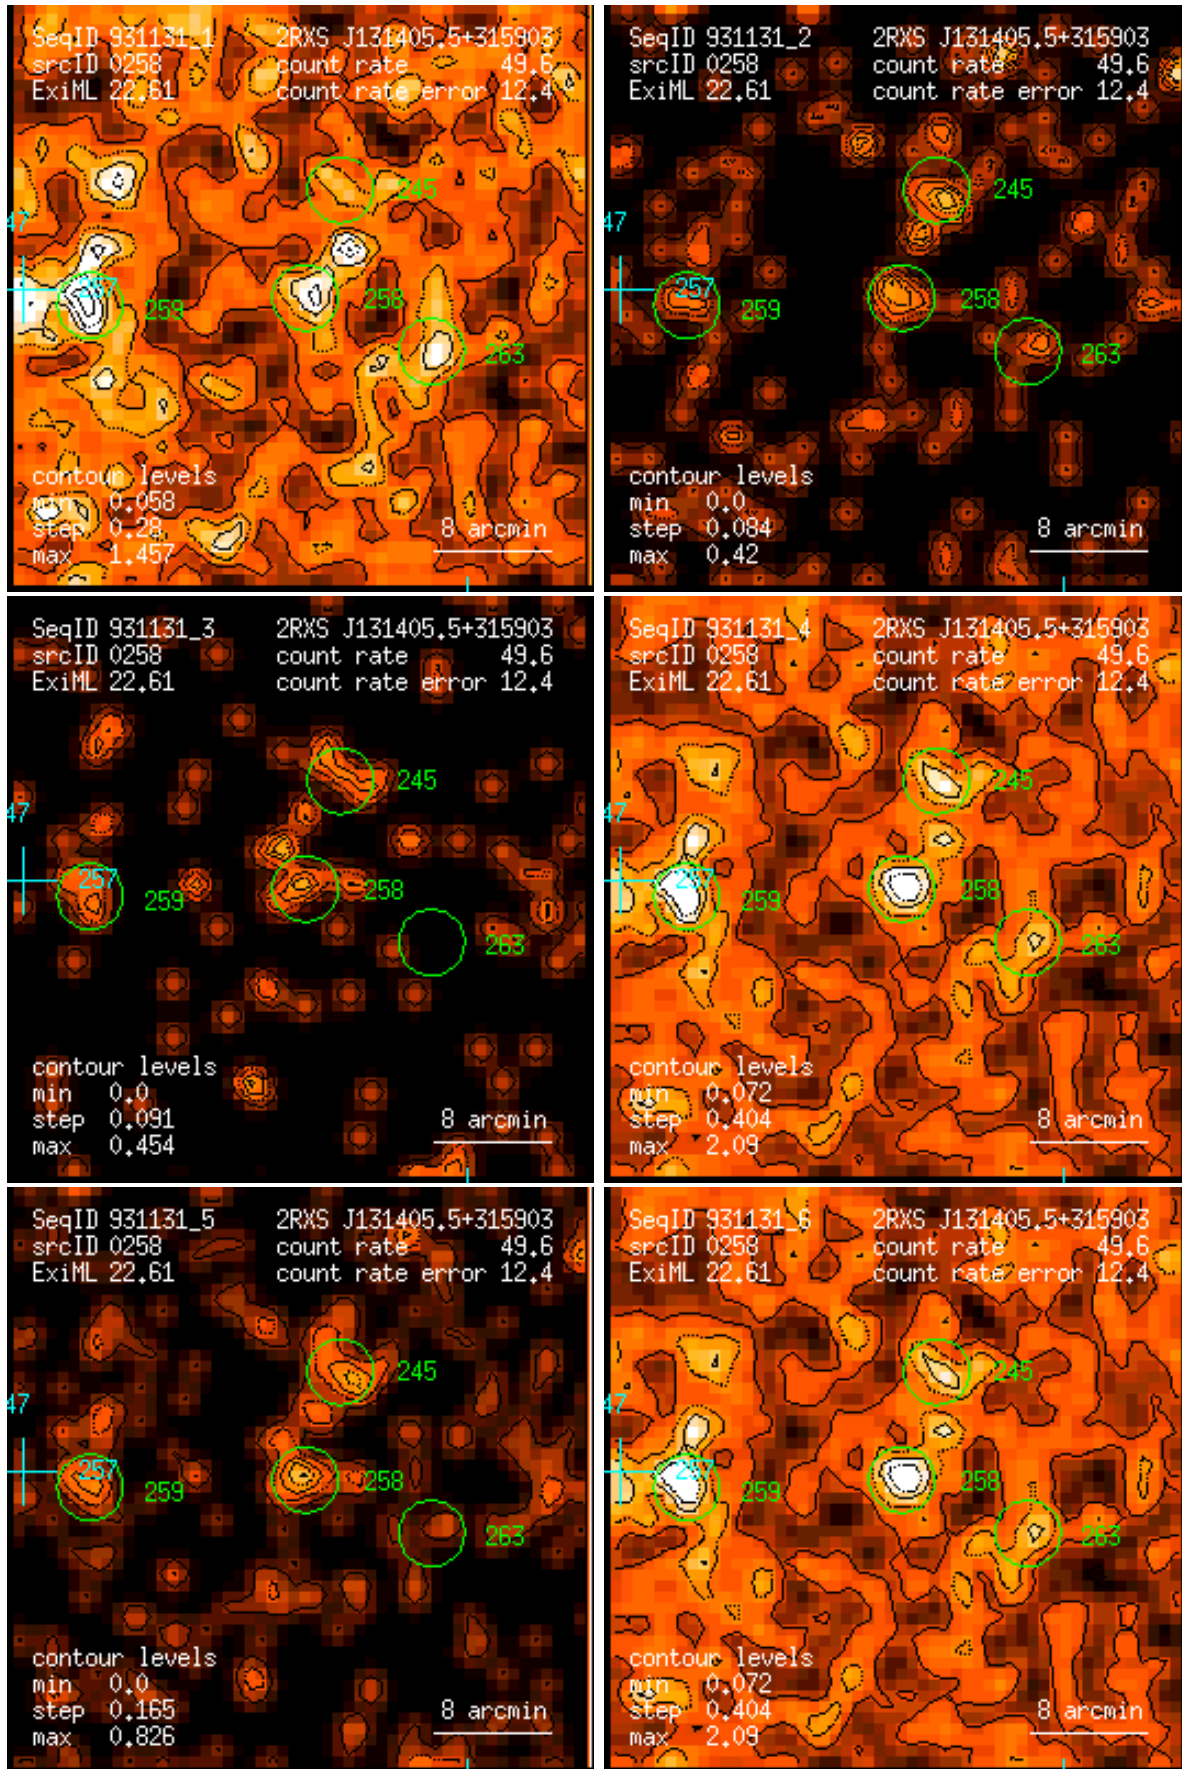 SeqID 931131_1 2RXS J131405.5+315903
srcID 0258 count rate 49.6
ExiML 22.61 count rate error 12.4
245
47
257
259
258
263
contour levels
min 0.058
step 0.28
max 1.457
8 arcmin
SeqID 931131_2 2RXS J131405.5+315903
srcID 0258 count rate 49.6
ExiML 22.61 count rate error 12.4
245
47
257
259
258
263
contour levels
min 0.0
step 0.084
max 0.42
8 arcmin
SeqID 931131_3 2RXS J131405.5+315903
srcID 0258 count rate 49.6
ExiML 22.61 count rate error 12.4
245
47
257
259
258
263
contour levels
min 0.0
step 0.091
max 0.454
8 arcmin
SeqID 931131_4 2RXS J131405.5+315903
srcID 0258 count rate 49.6
ExiML 22.61 count rate error 12.4
245
47
257
259
258
263
contour levels
min 0.072
step 0.404
max 2.09
8 arcmin
SeqID 931131_5 2RXS J131405.5+315903
srcID 0258 count rate 49.6
ExiML 22.61 count rate error 12.4
245
47
257
259
258
263
contour levels
min 0.0
step 0.165
max 0.826
8 arcmin
SeqID 931131_6 2RXS J131405.5+315903
srcID 0258 count rate 49.6
ExiML 22.61 count rate error 12.4
245
47
257
259
258
263
contour levels
min 0.072
step 0.404
max 2.09
8 arcmin